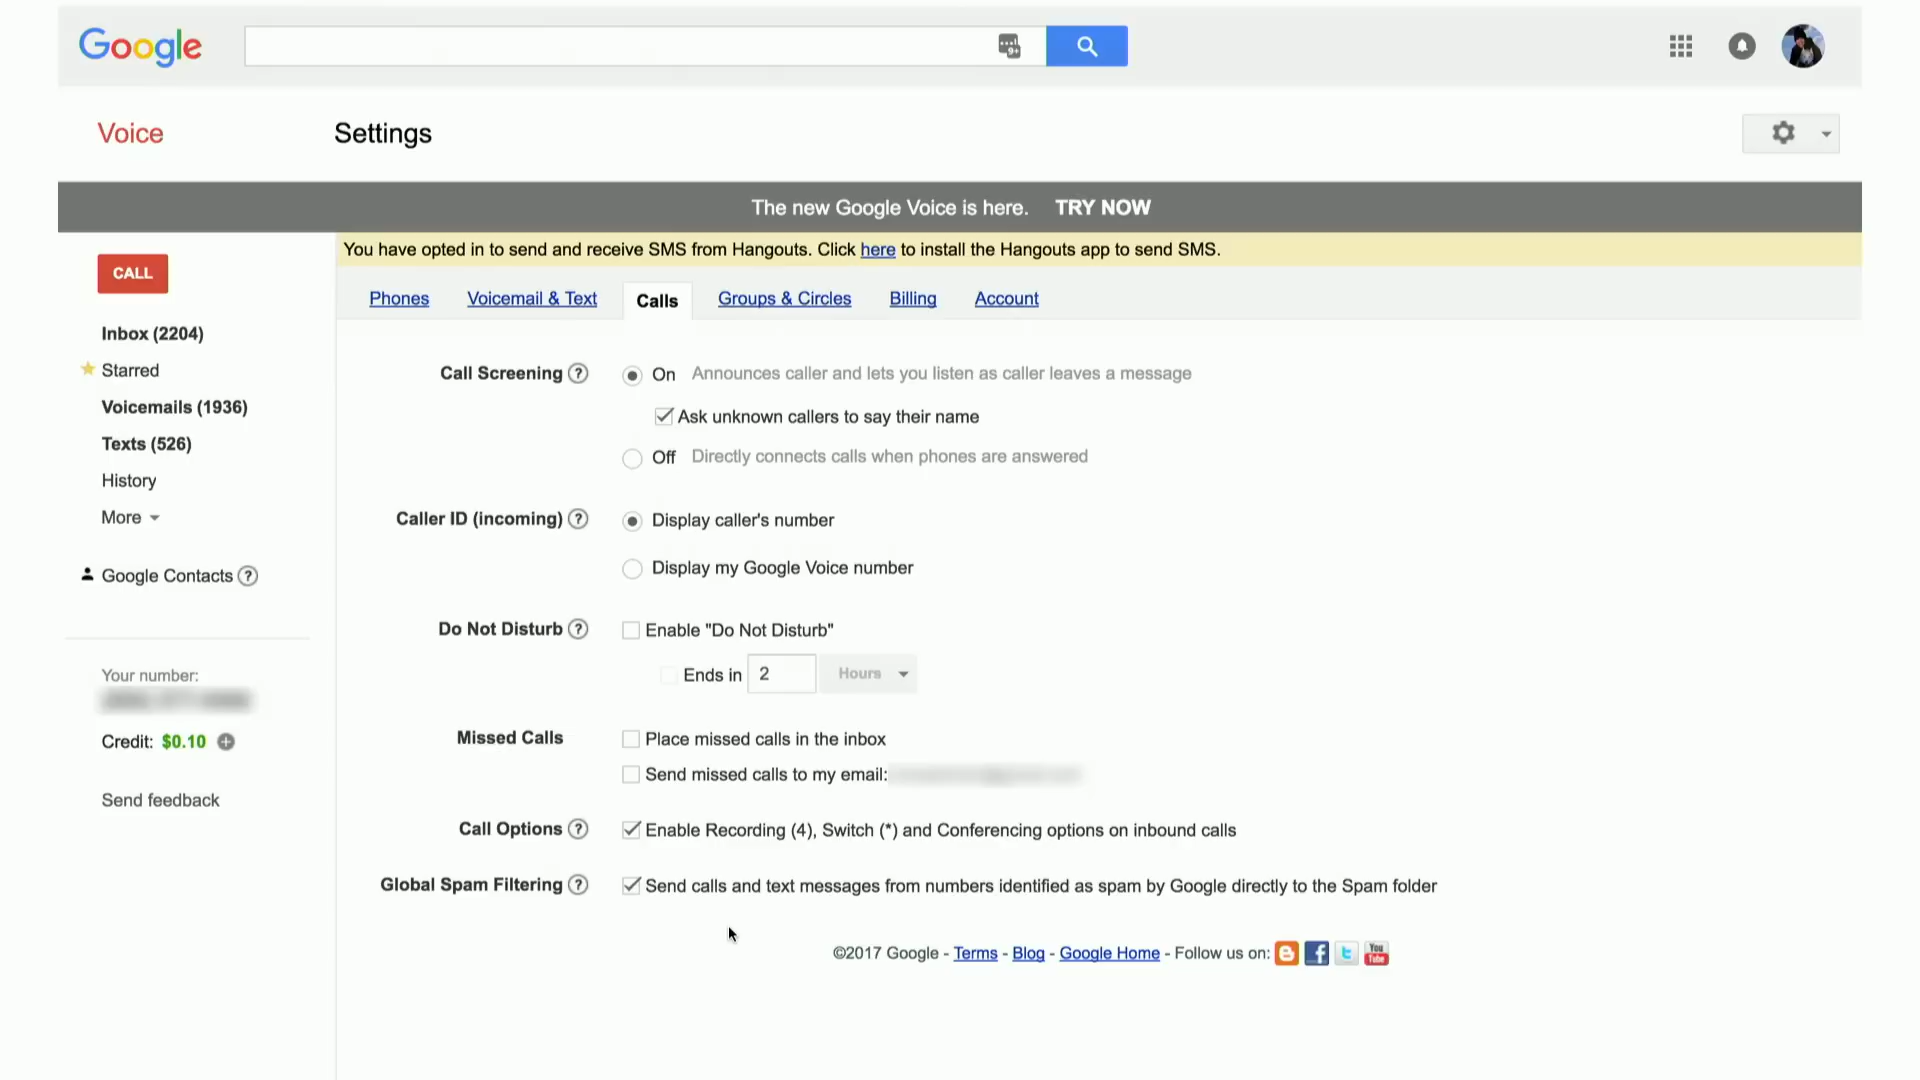 Google
9+
Voice
Settings
The new Google Voice is here. TRY NOW
You have opted in to send and receive SMS from Hangouts. Click here to install the Hangouts app to send SMS.
CALL
Phones Voicemail & Text Calls Groups & Circles Billing Account
Inbox (2204)
Starred
Voicemails (1936)
Texts (526)
History
More
Google Contacts ?
Your number:
Credit: $0.10
Send feedback
Call Screening ? On Announces caller and lets you listen as caller leaves a message
Ask unknown callers to say their name
Off Directly connects calls when phones are answered
Caller ID (incoming) ? Display caller's number
Display my Google Voice number
Do Not Disturb ? Enable "Do Not Disturb"
Ends in 2 Hours
Missed Calls Place missed calls in the inbox
Send missed calls to my email:
Call Options ? Enable Recording (4), Switch (*) and Conferencing options on inbound calls
Global Spam Filtering ? Send calls and text messages from numbers identified as spam by Google directly to the Spam folder
©2017 Google - Terms - Blog - Google Home - Follow us on: B f t You Tube